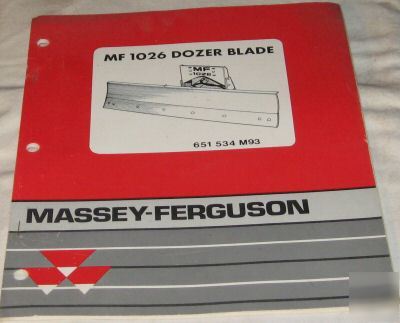 MF 1026 DOZER BLADE
MF
1026
651 534 M93
MASSEY-FERGUSON